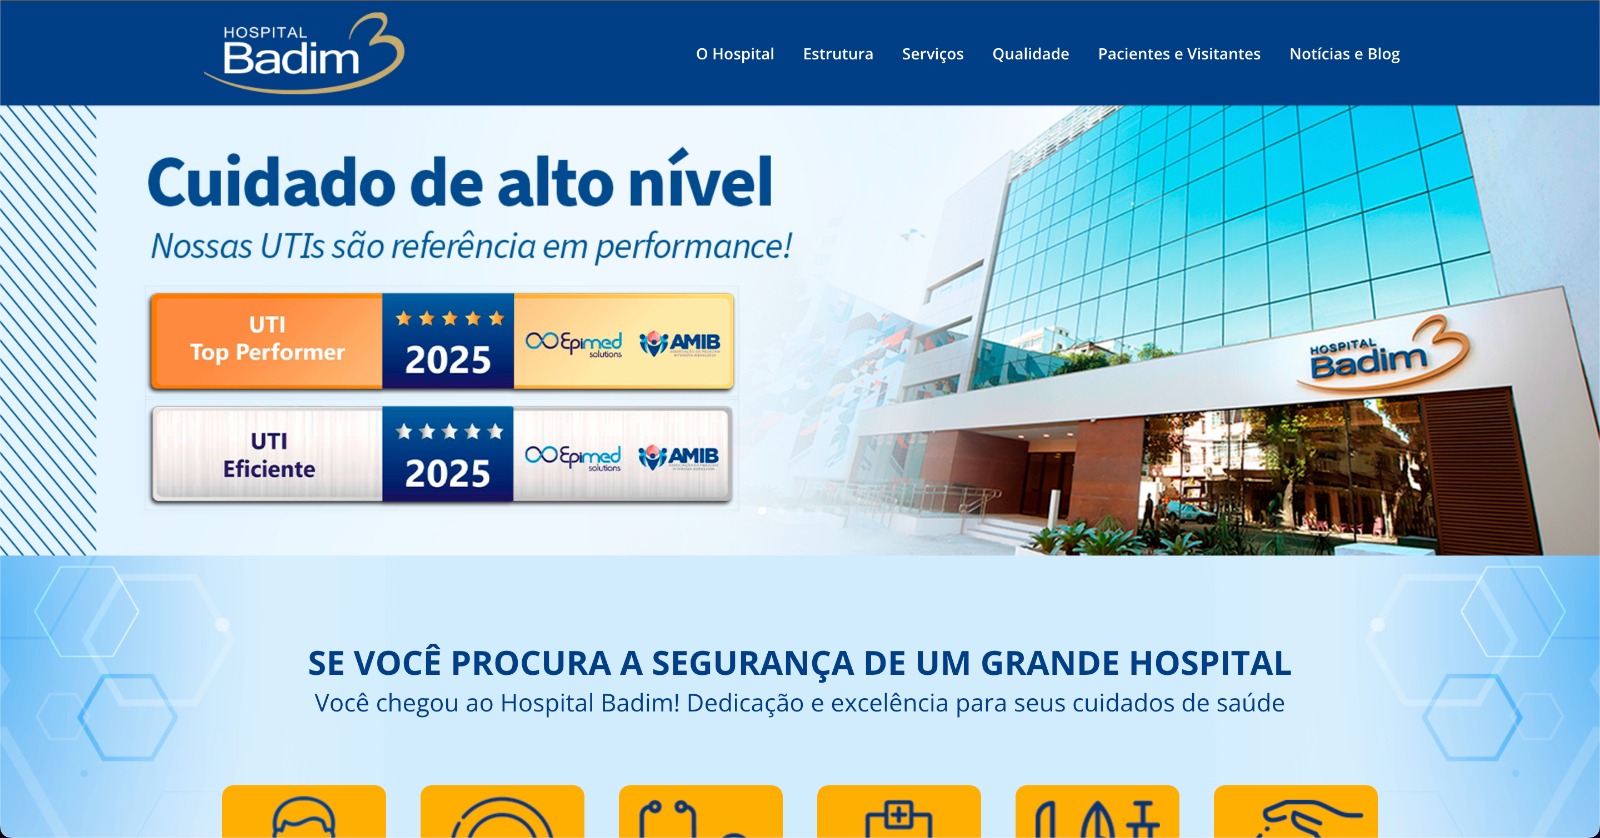 HOSPITAL
Badim
O Hospital
Estrutura
Serviços
Qualidade
Pacientes e Visitantes
Notícias e Blog
Cuidado de alto nível
Nossas UTIs são referência em performance!
UTI
Top Performer
2025
Epimed
solutions
AMIB
UTI
Eficiente
2025
Epimed
solutions
AMIB
HOSPITAL
Badim
SE VOCÊ PROCURA A SEGURANÇA DE UM GRANDE HOSPITAL
Você chegou ao Hospital Badim! Dedicação e excelência para seus cuidados de saúde